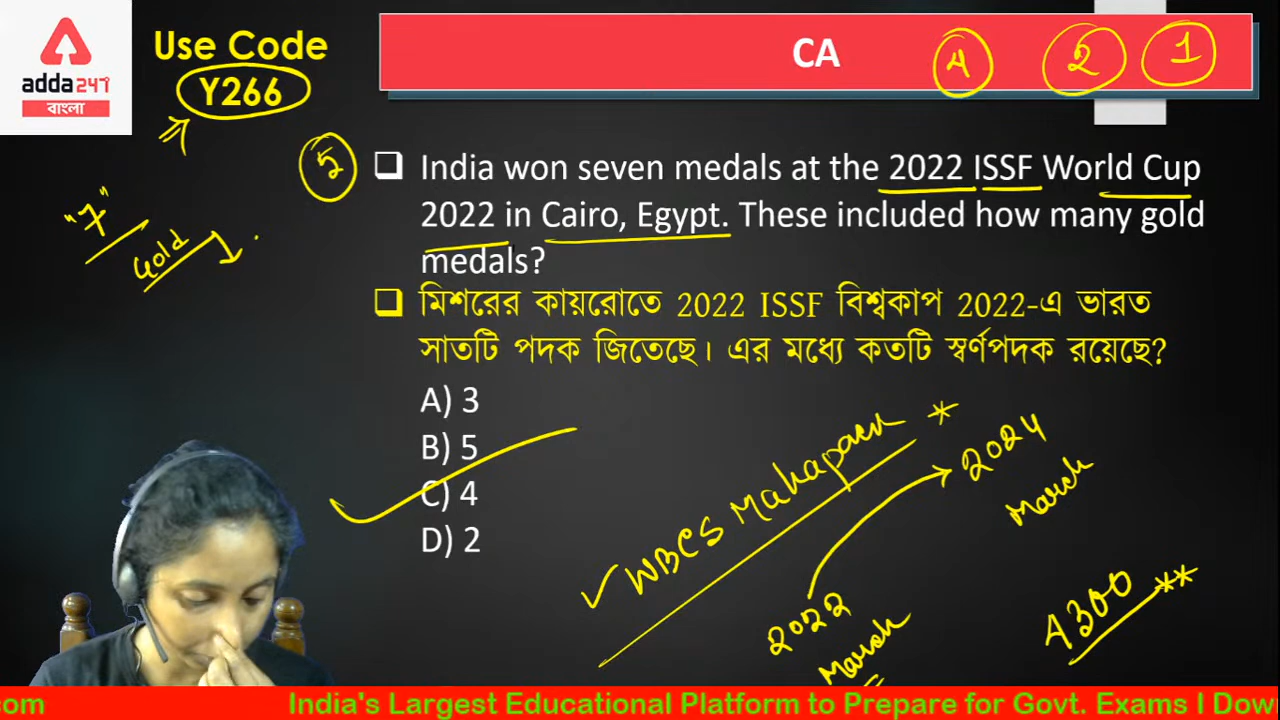 adda247
বাংলা
Use Code
Y266
CA
4 2 1
5
India won seven medals at the 2022 ISSF World Cup
2022 in Cairo, Egypt. These included how many gold
medals?
মিশরের কায়রোতে 2022 ISSF বিশ্বকাপ 2022-এ ভারত
সাতটি পদক জিতেছে। এর মধ্যে কতটি স্বর্ণপদক রয়েছে?
A) 3
B) 5
C) 4
D) 2
"7"
Gold
WBCS Mahapack *
2022
March
2024
March
A300 **
.com
India's Largest Educational Platform to Prepare for Govt. Exams I Dow